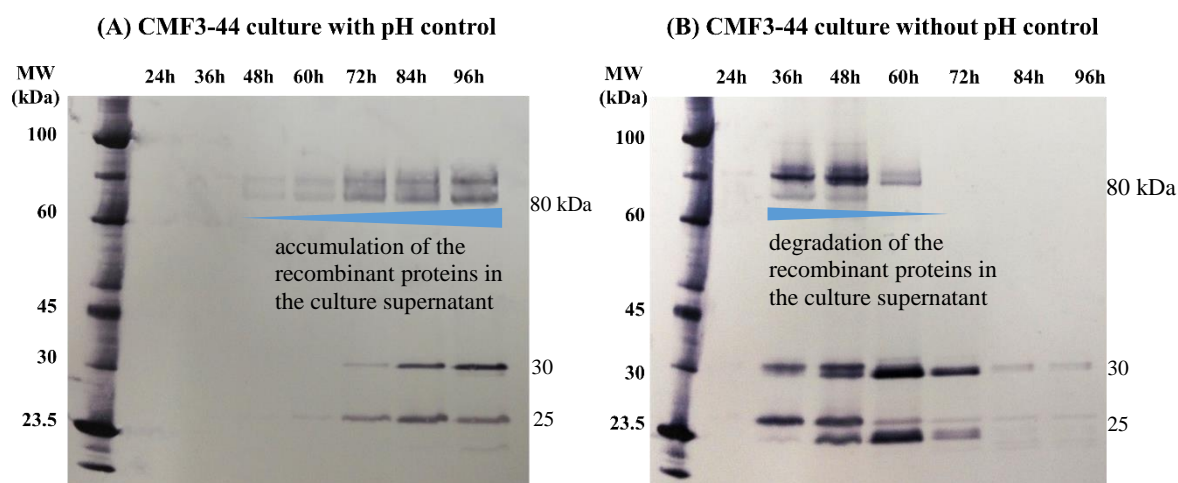 (A) CMF3-44 culture with pH control
MW
(kDa)
24h 36h 48h 60h 72h 84h 96h
100
60
45
30
23.5
80 kDa
accumulation of the
recombinant proteins in
the culture supernatant
30
25
(B) CMF3-44 culture without pH control
MW
(kDa)
24h 36h 48h 60h 72h 84h 96h
100
60
45
30
23.5
80 kDa
degradation of the
recombinant proteins in
the culture supernatant
30
25